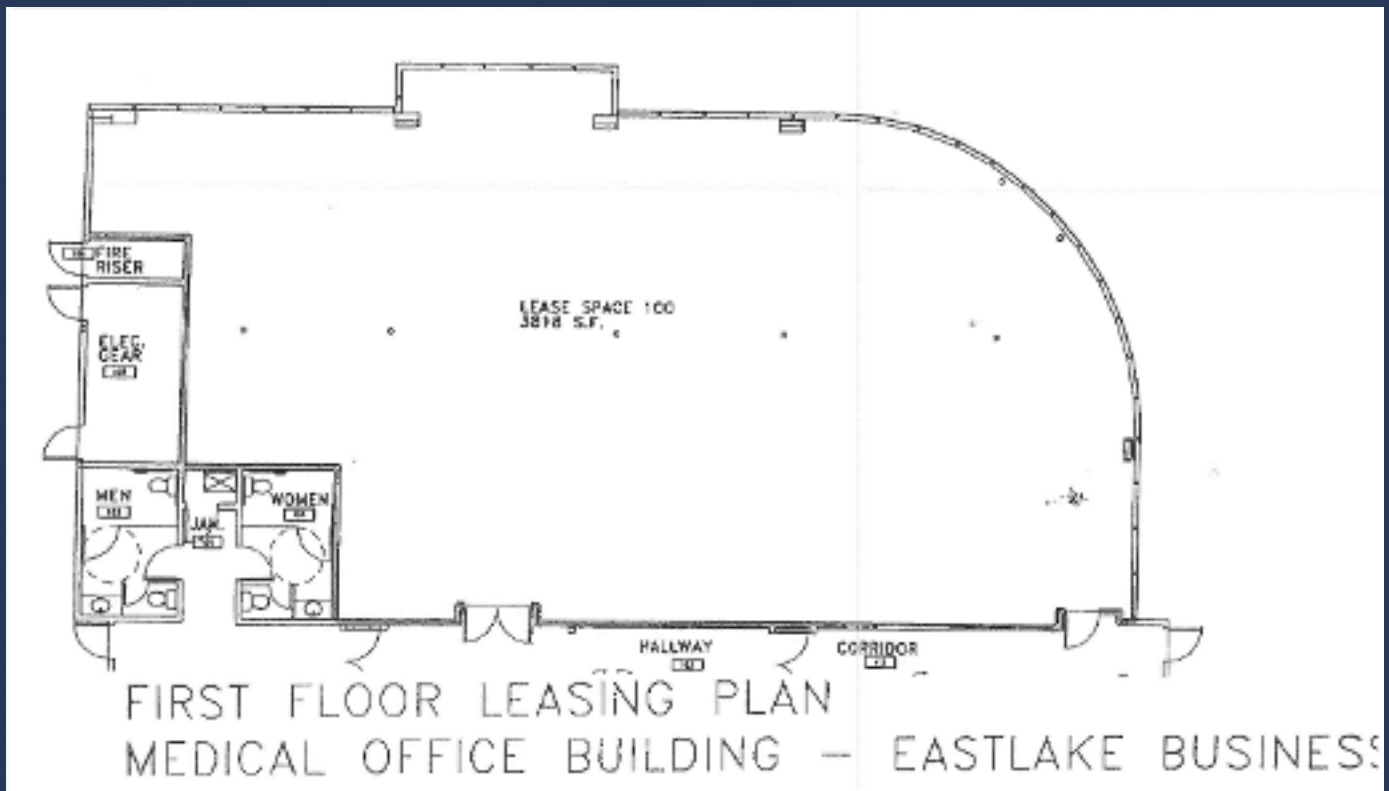 FIRE
RISER
LEASE SPACE 100
3818 S.F.
ELEC.
GEAR
MEN
WOMEN
JAN.
HALLWAY
CORRIDOR
FIRST FLOOR LEASING PLAN
MEDICAL OFFICE BUILDING — EASTLAKE BUSINESS